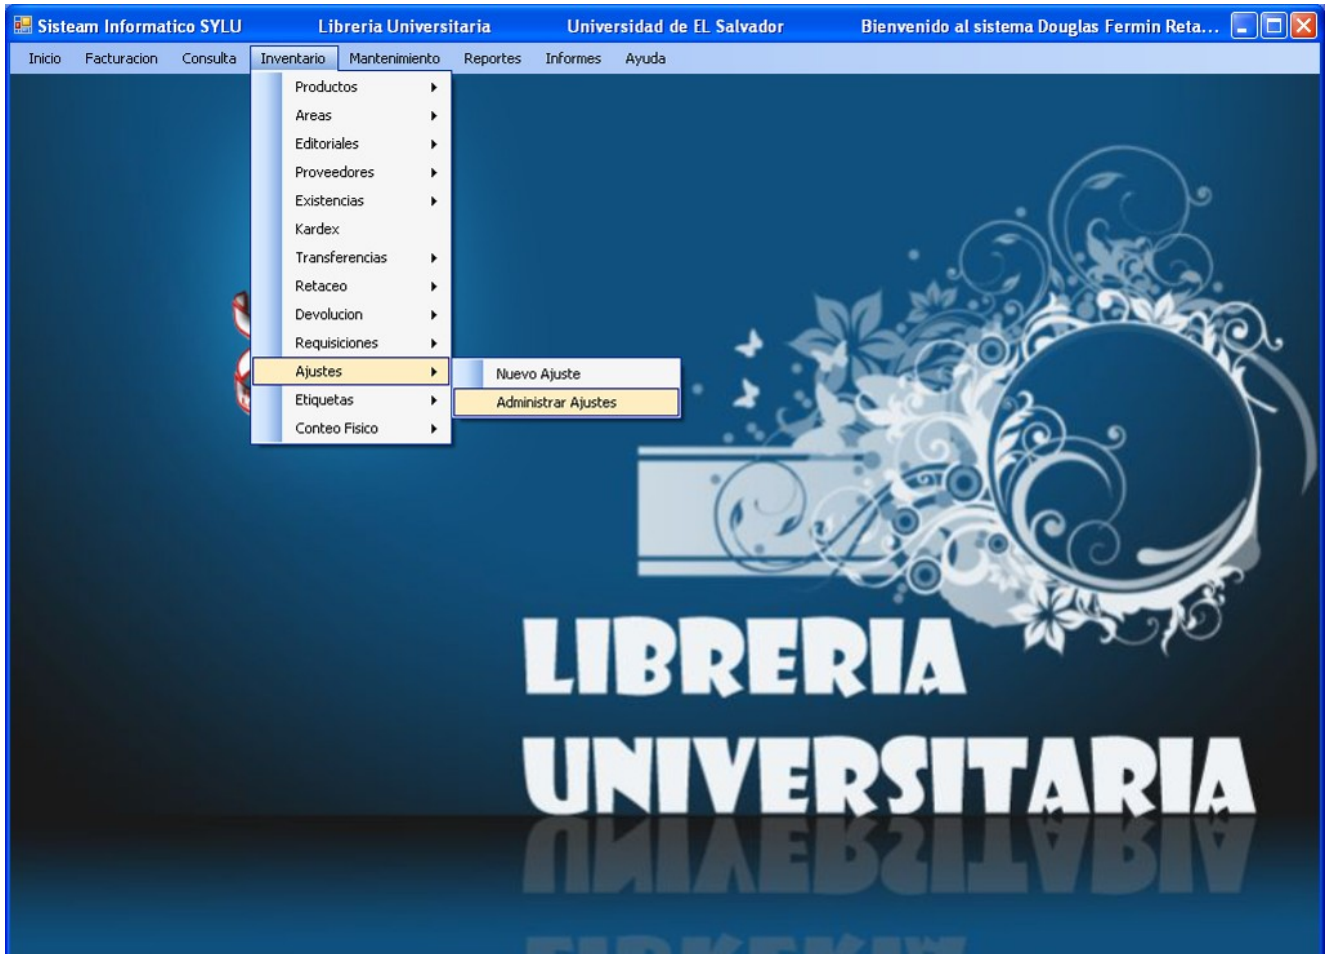 Sisteam Informatico SYLU Libreria Universitaria Universidad de EL Salvador Bienvenido al sistema Douglas Fermin Reta...
Inicio Facturacion Consulta Inventario Mantenimiento Reportes Informes Ayuda
Productos
Areas
Editoriales
Proveedores
Existencias
Kardex
Transferencias
Retaceo
Devolucion
Requisiciones
Ajustes
Nuevo Ajuste
Administrar Ajustes
Etiquetas
Conteo Fisico
LIBRERIA
UNIVERSITARIA